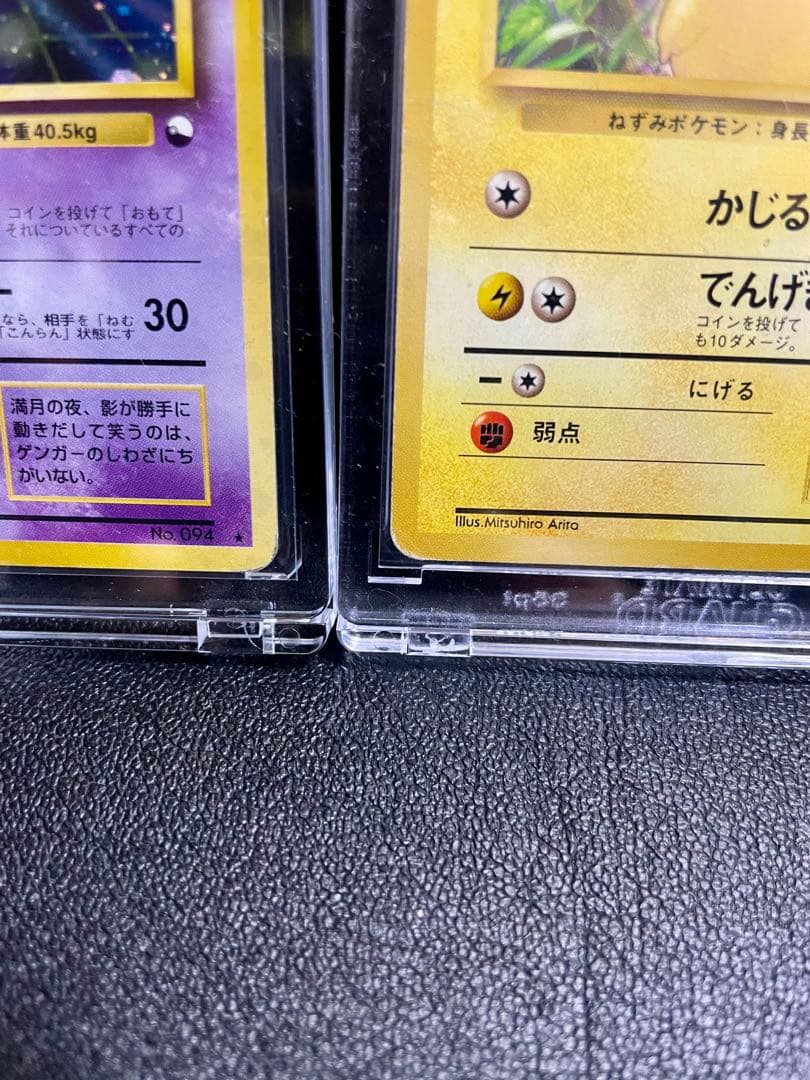 体重40.5kg
コインを投げて「おもて」
それについているすべての
なら、相手を「ねむ
「こんらん」状態にす
30
満月の夜、影が勝手に
動きだして笑うのは、
ゲンガーのしわざにち
がいない。
No.094 ★
ねずみポケモン：身長
かじる
でんげき
コインを投げて
も10ダメージ。
にげる
弱点
Illus.Mitsuhiro Arita